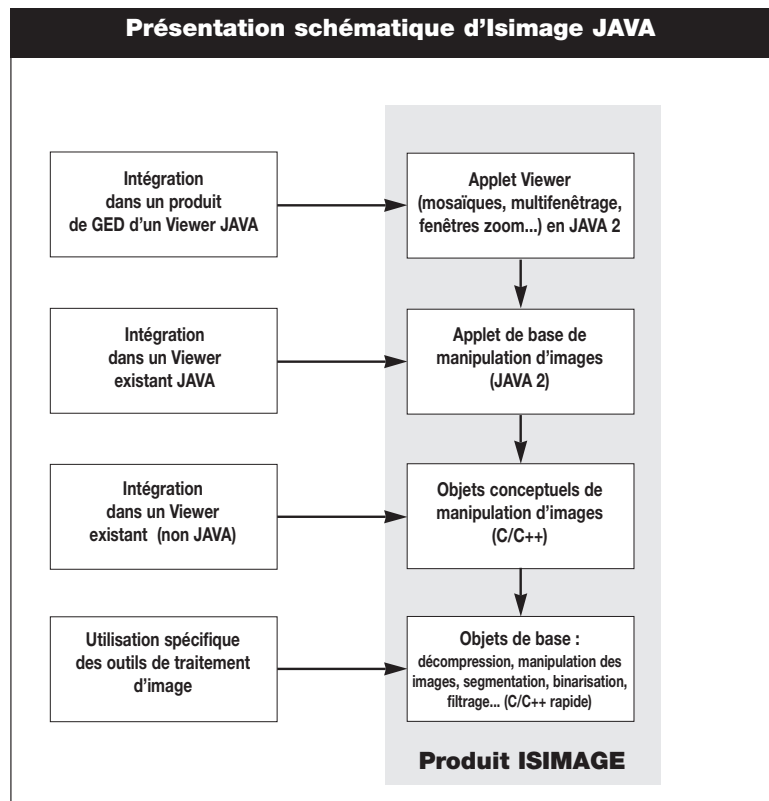 Présentation schématique d'Isimage JAVA
Intégration
dans un produit
de GED d'un Viewer JAVA
Applet Viewer
(mosaïques, multifenêtrage,
fenêtres zoom...) en JAVA 2
Intégration
dans un Viewer
existant JAVA
Applet de base de
manipulation d'images
(JAVA 2)
Intégration
dans un Viewer
existant (non JAVA)
Objets conceptuels de
manipulation d'images
(C/C++)
Utilisation spécifique
des outils de traitement
d'image
Objets de base :
décompression, manipulation des
images, segmentation, binarisation,
filtrage... (C/C++ rapide)
Produit ISIMAGE